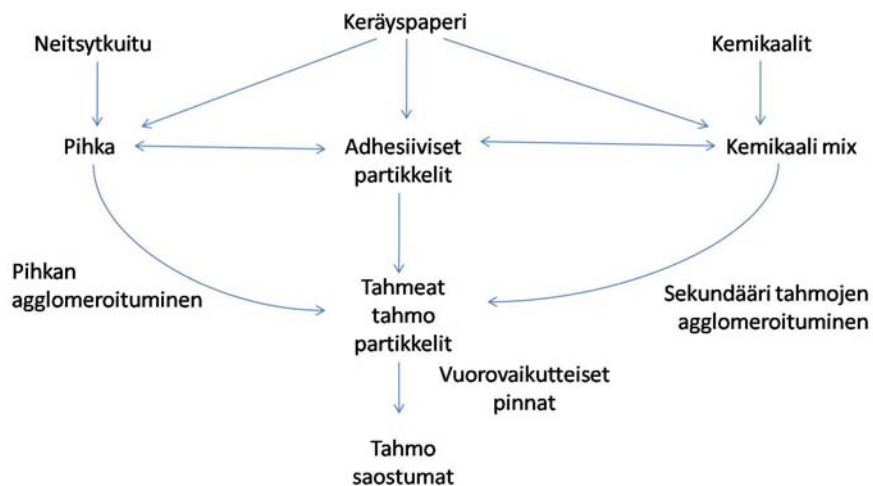 Keräyspaperi
Neitsytkuitu
Kemikaalit
Pihka
Adhesiiviset
partikkelit
Kemikaali mix
Pihkan
agglomeroituminen
Tahmeat
tahmo
partikkelit
Sekundääri tahmojen
agglomeroituminen
Vuorovaikutteiset
pinnat
Tahmo
saostumat